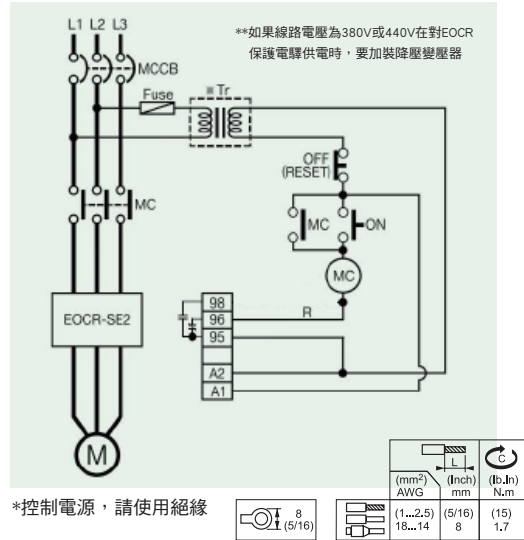 L1 L2 L3
**如果線路電壓為380V或440V在對EOCR
保護電驛供電時，要加裝降壓變壓器
MCCB
Fuse
※Tr
OFF
(RESET)
MC
MC
ON
MC
98
96
R
EOCR-SE2
95
A2
A1
M
*控制電源，請使用絕緣
8
(5/16)
L
C
(mm²)
AWG
(Inch)
mm
(lb.In)
N.m
(1...2.5)
18...14
(5/16)
8
(15)
1.7